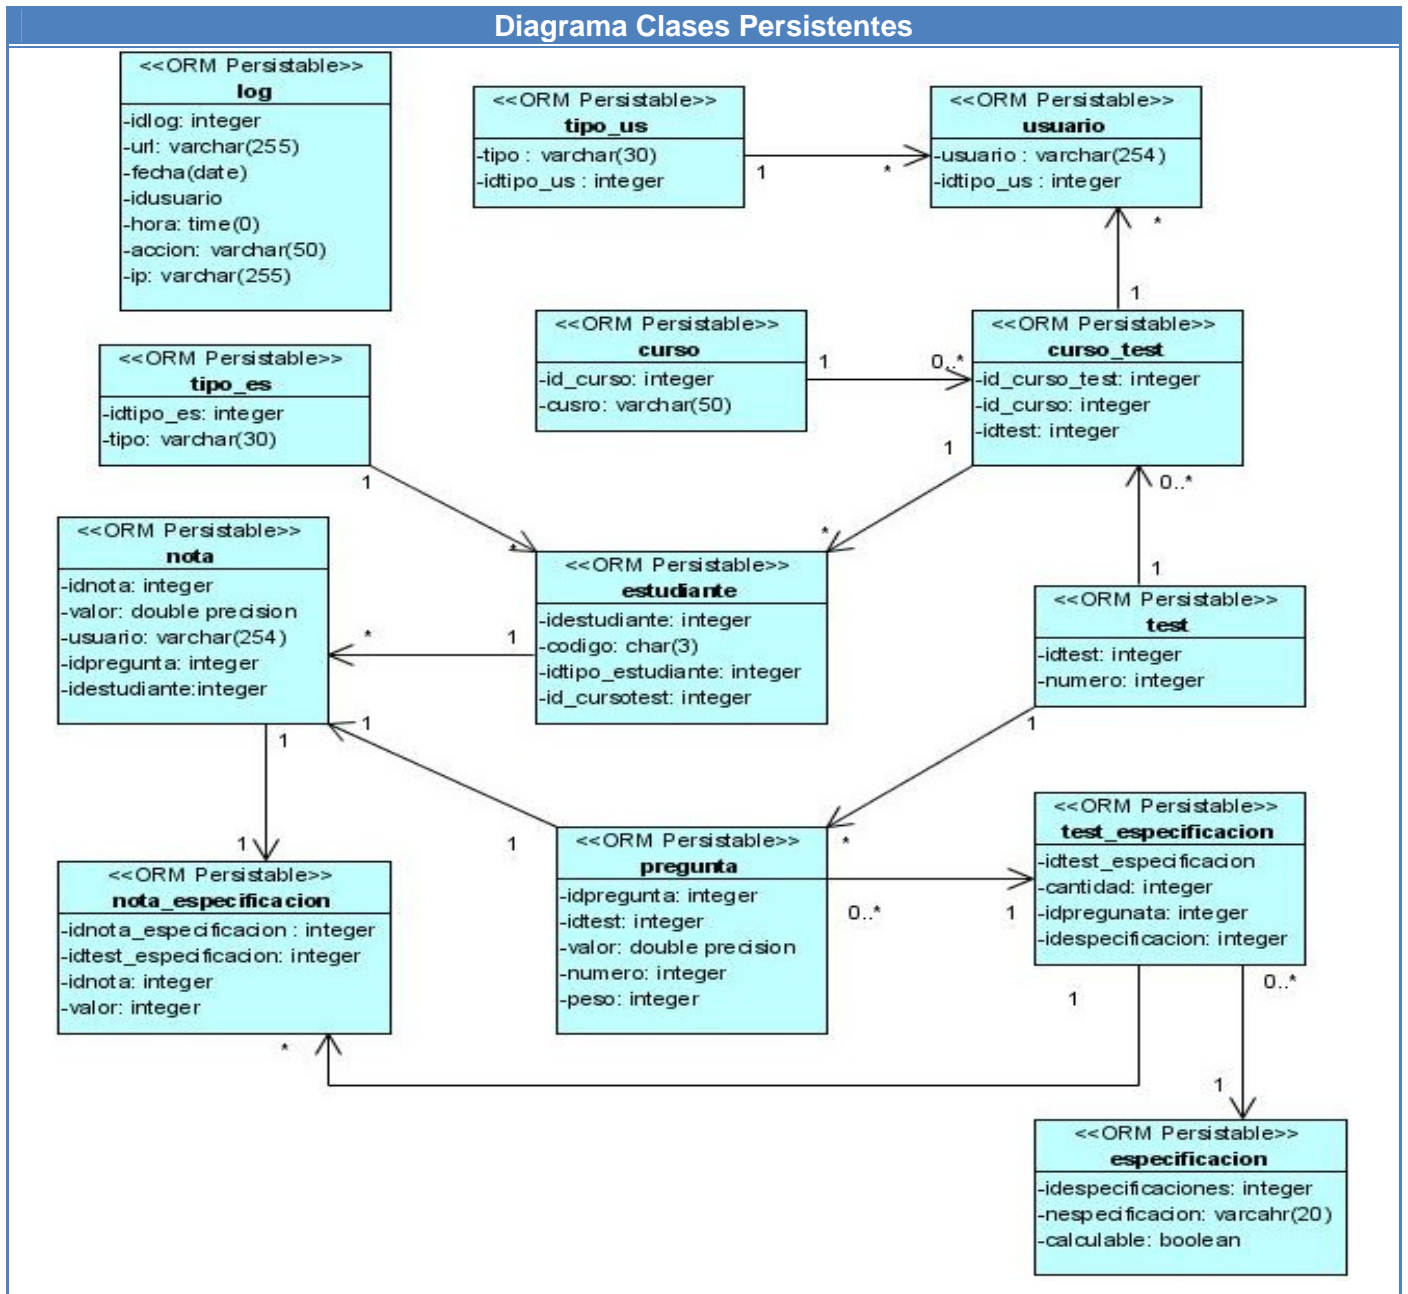 Diagrama Clases Persistentes
<<ORM Persistable>>
log
-idlog: integer
-url: varchar(255)
-fecha(date)
-idusuario
-hora: time(0)
-accion: varchar(50)
-ip: varchar(255)
<<ORM Persistable>>
tipo_us
-tipo : varchar(30)
-idtipo_us : integer
1
*
<<ORM Persistable>>
usuario
-usuario : varchar(254)
-idtipo_us : integer
*
1
<<ORM Persistable>>
curso
-id_curso: integer
-cusro: varchar(50)
1
0..*
<<ORM Persistable>>
curso_test
-id_curso_test: integer
-id_curso: integer
-idtest: integer
1
0..*
<<ORM Persistable>>
tipo_es
-idtipo_es: integer
-tipo: varchar(30)
1
*
*
<<ORM Persistable>>
nota
-idnota: integer
-valor: double precision
-usuario: varchar(254)
-idpregunta: integer
-idestudiante:integer
*
1
<<ORM Persistable>>
estudiante
-idestudiante: integer
-codigo: char(3)
-idtipo_estudiante: integer
-id_cursotest: integer
1
<<ORM Persistable>>
test
-idtest: integer
-numero: integer
1
1
1
1
1
*
<<ORM Persistable>>
nota_especificacion
-idnota_especificacion : integer
-idtest_especificacion: integer
-idnota: integer
-valor: integer
*
<<ORM Persistable>>
pregunta
-idpregunta: integer
-idtest: integer
-valor: double precision
-numero: integer
-peso: integer
0..*
1
<<ORM Persistable>>
test_especificacion
-idtest_especificacion
-cantidad: integer
-idpregunata: integer
-idespecificacion: integer
1
0..*
1
<<ORM Persistable>>
especificacion
-idespecificaciones: integer
-nespecificacion: varcahr(20)
-calculable: boolean